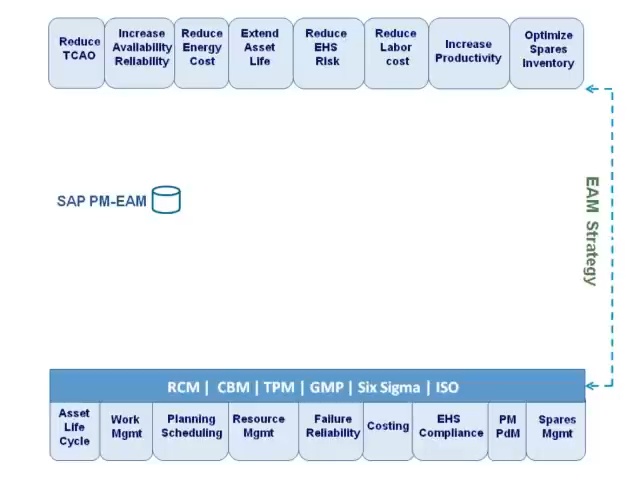 Reduce
TCAO
Increase
Availability
Reliability
Reduce
Energy
Cost
Extend
Asset
Life
Reduce
EHS
Risk
Reduce
Labor
cost
Increase
Productivity
Optimize
Spares
Inventory
SAP PM-EAM
EAM Strategy
RCM | CBM | TPM | GMP | Six Sigma | ISO
Asset
Life
Cycle
Work
Mgmt
Planning
Scheduling
Resource
Mgmt
Failure
Reliability
Costing
EHS
Compliance
PM
PdM
Spares
Mgmt